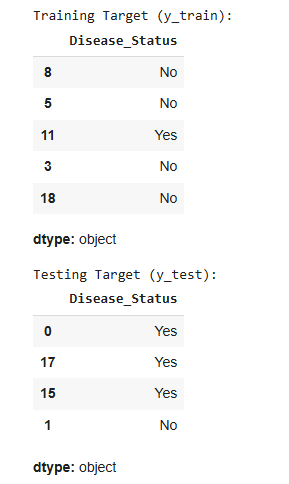 Training Target (y_train):
Disease_Status
8 No
5 No
11 Yes
3 No
18 No
dtype: object
Testing Target (y_test):
Disease_Status
0 Yes
17 Yes
15 Yes
1 No
dtype: object